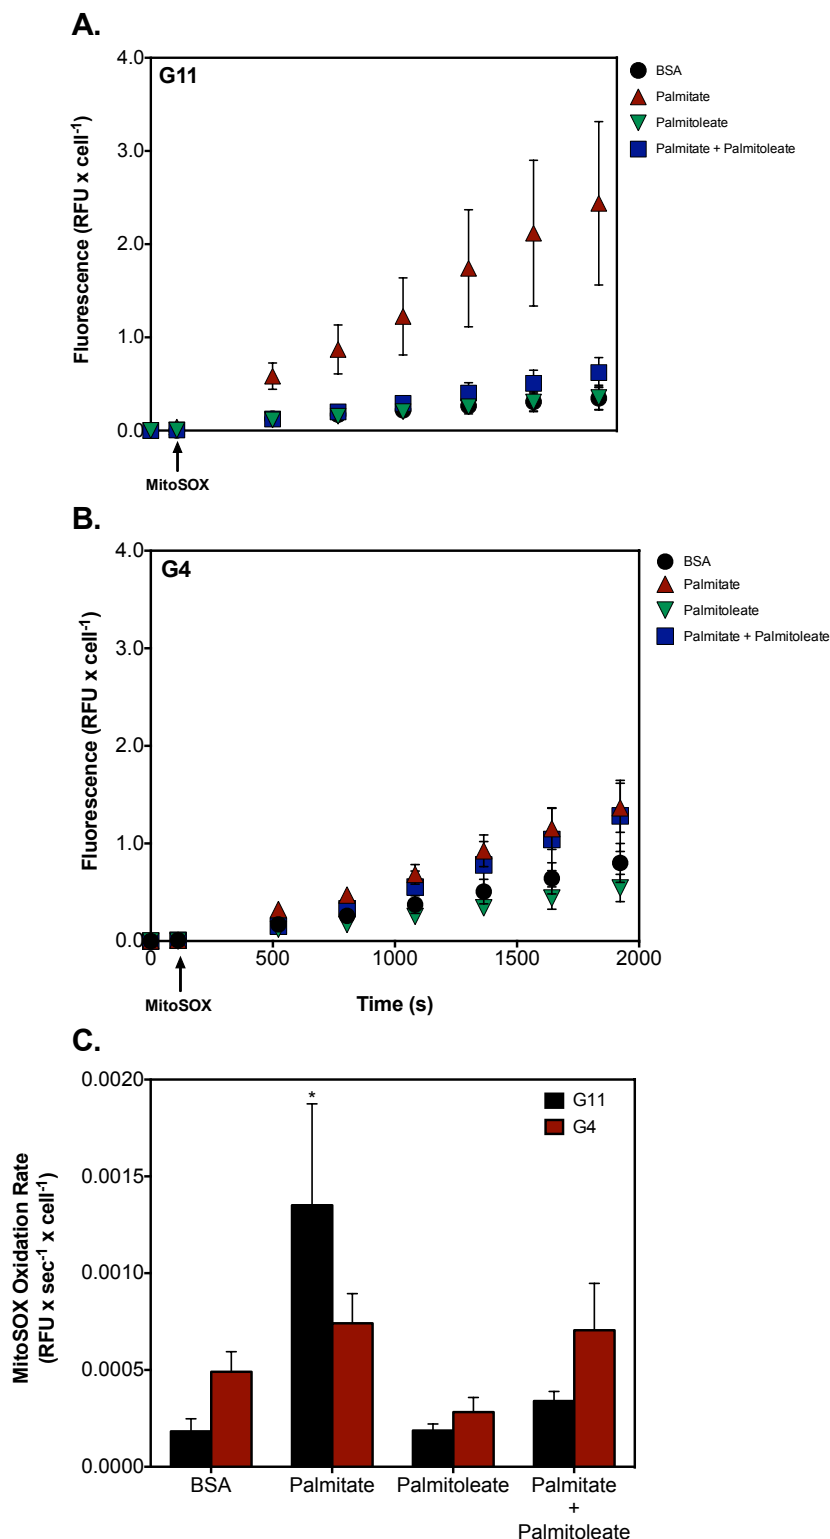 A.
G11
4.0
3.0
2.0
1.0
0.0
Fluorescence (RFU x cell-1)
BSA
Palmitate
Palmitoleate
Palmitate + Palmitoleate
MitoSOX
B.
G4
4.0
3.0
2.0
1.0
0.0
Fluorescence (RFU x cell-1)
BSA
Palmitate
Palmitoleate
Palmitate + Palmitoleate
0 500 1000 1500 2000
MitoSOX
Time (s)
C.
0.0020
0.0015
0.0010
0.0005
0.0000
MitoSOX Oxidation Rate
(RFU x sec-1 x cell-1)
*
G11
G4
BSA Palmitate Palmitoleate Palmitate
+
Palmitoleate